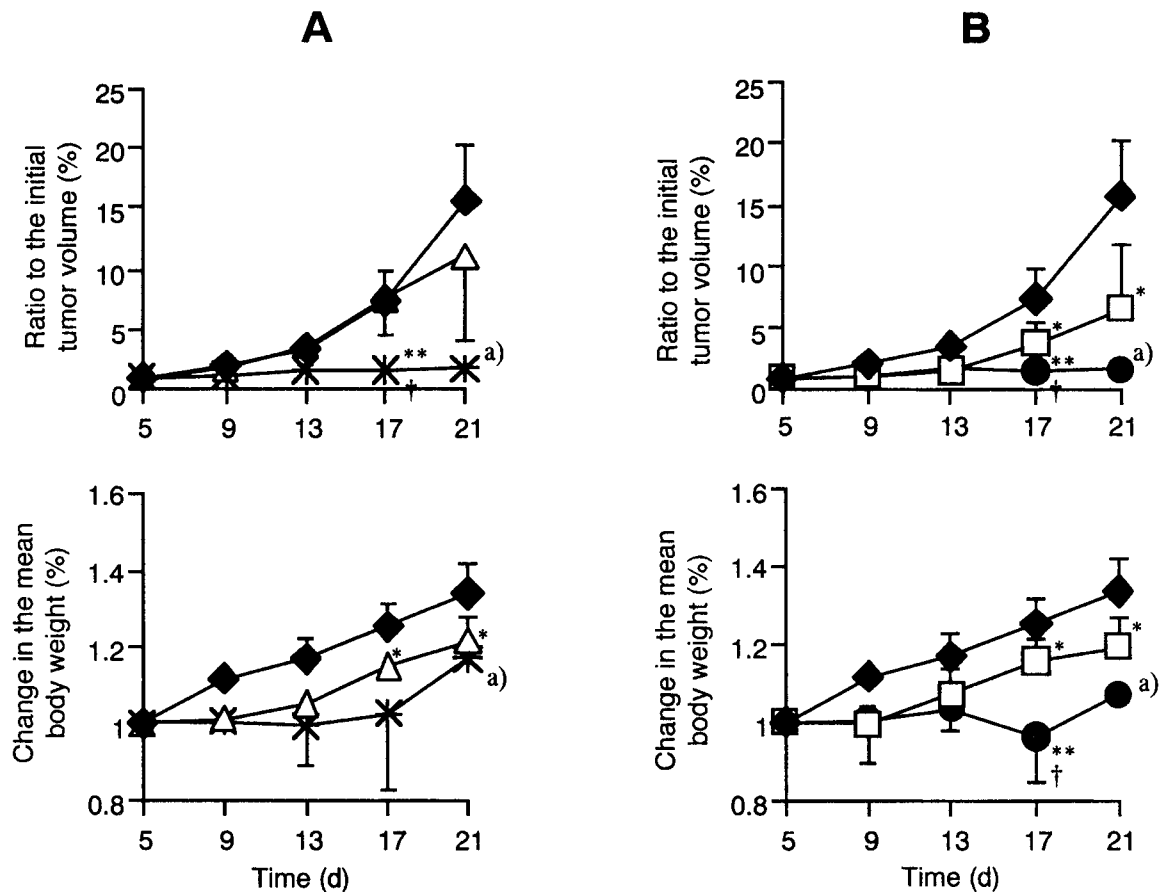 A
Ratio to the initial
tumor volume (%)
25
20
15
10
5
0
**
†
a)
5 9 13 17 21
B
Ratio to the initial
tumor volume (%)
25
20
15
10
5
0
*
*
**
†
a)
5 9 13 17 21
Change in the mean
body weight (%)
1.6
1.4
1.2
1
0.8
*
*
a)
5 9 13 17 21
Time (d)
Change in the mean
body weight (%)
1.6
1.4
1.2
1
0.8
*
*
**
†
a)
5 9 13 17 21
Time (d)